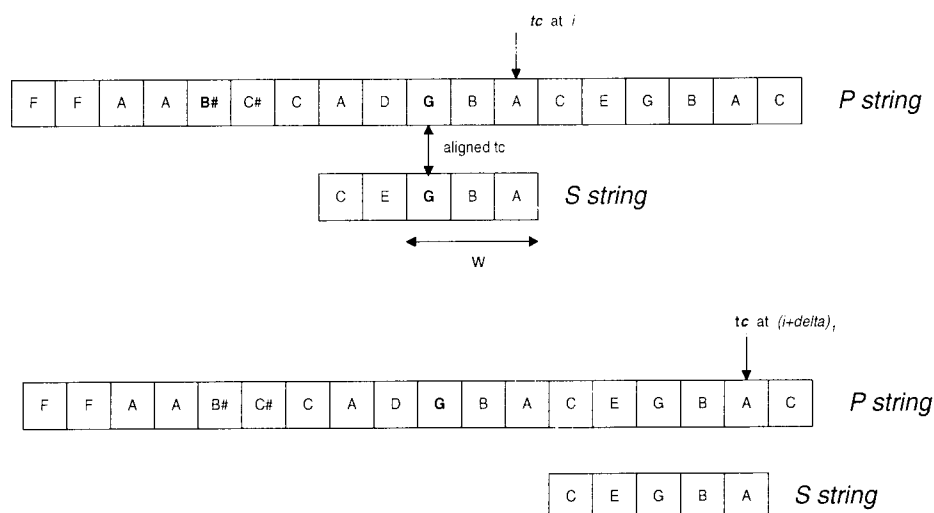 tc at i
F F A A B# C# C A D G B A C E G B A C P string
aligned tc
C E G B A S string
W
tc at (i+delta),
F F A A B# C# C A D G B A C E G B A C P string
C E G B A S string